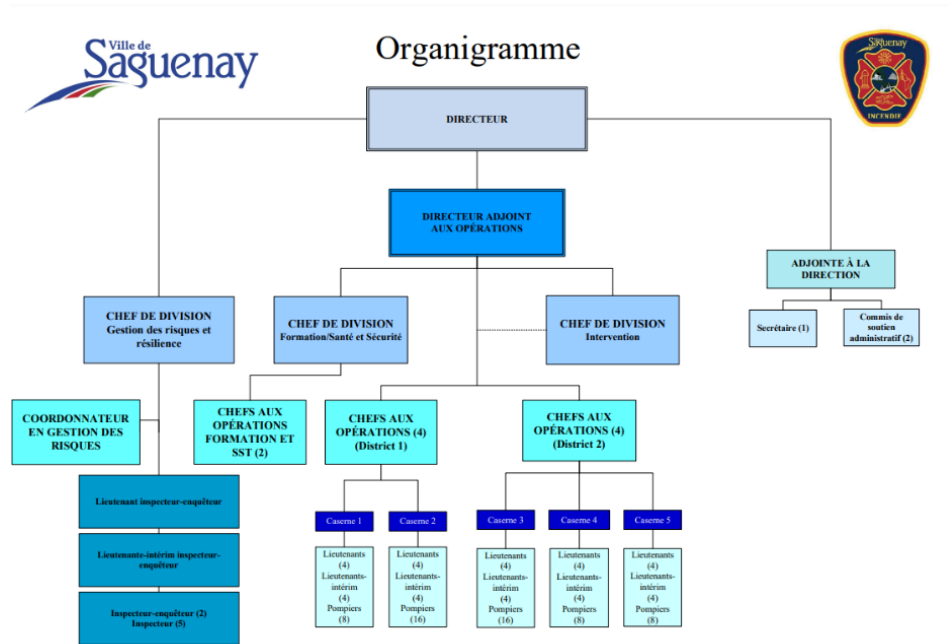 Ville de
Saguenay
Organigramme
Saguenay
INCENDIE
DIRECTEUR
DIRECTEUR ADJOINT
AUX OPÉRATIONS
ADJOINTE À LA
DIRECTION
Secrétaire (1)
Commis de
soutien
administratif (2)
CHEF DE DIVISION
Gestion des risques et
résilience
CHEF DE DIVISION
Formation/Santé et Sécurité
CHEF DE DIVISION
Intervention
COORDONNATEUR
EN GESTION DES
RISQUES
CHEFS AUX
OPÉRATIONS
FORMATION ET
SST (2)
CHEFS AUX
OPÉRATIONS (4)
(District 1)
CHEFS AUX
OPÉRATIONS (4)
(District 2)
Lieutenant inspecteur-enquêteur
Lieutenante-intérim inspecteur-
enquêteur
Inspecteur-enquêteur (2)
Inspecteur (5)
Caserne 1
Lieutenants
(4)
Lieutenants-
intérim
(4)
Pompiers
(8)
Caserne 2
Lieutenants
(4)
Lieutenants-
intérim
(4)
Pompiers
(16)
Caserne 3
Lieutenants
(4)
Lieutenants-
intérim
(4)
Pompiers
(16)
Caserne 4
Lieutenants
(4)
Lieutenants-
intérim
(4)
Pompiers
(8)
Caserne 5
Lieutenants
(4)
Lieutenants-
intérim
(4)
Pompiers
(8)